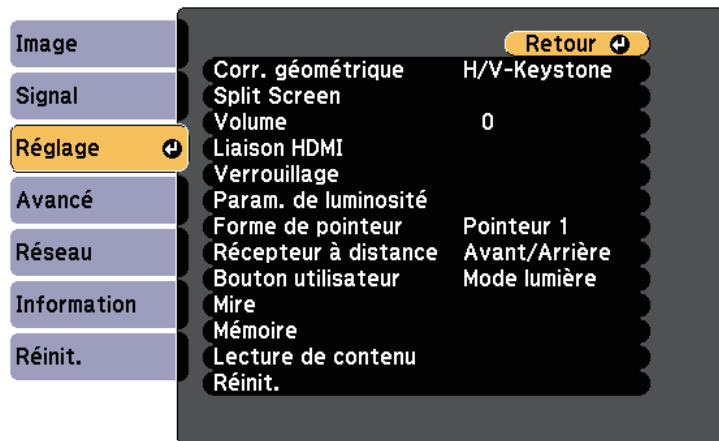 Image
Signal
Réglage
Avancé
Réseau
Information
Réinit.
Retour
Corr. géométrique H/V-Keystone
Split Screen
Volume 0
Liaison HDMI
Verrouillage
Param. de luminosité
Forme de pointeur Pointeur 1
Récepteur à distance Avant/Arrière
Bouton utilisateur Mode lumière
Mire
Mémoire
Lecture de contenu
Réinit.